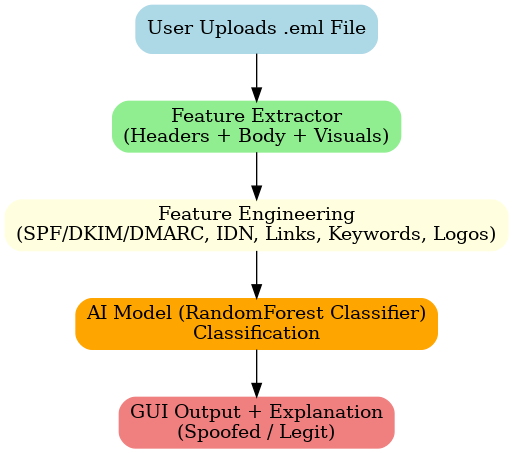 User Uploads .eml File
Feature Extractor
(Headers + Body + Visuals)
Feature Engineering
(SPF/DKIM/DMARC, IDN, Links, Keywords, Logos)
AI Model (RandomForest Classifier)
Classification
GUI Output + Explanation
(Spoofed / Legit)